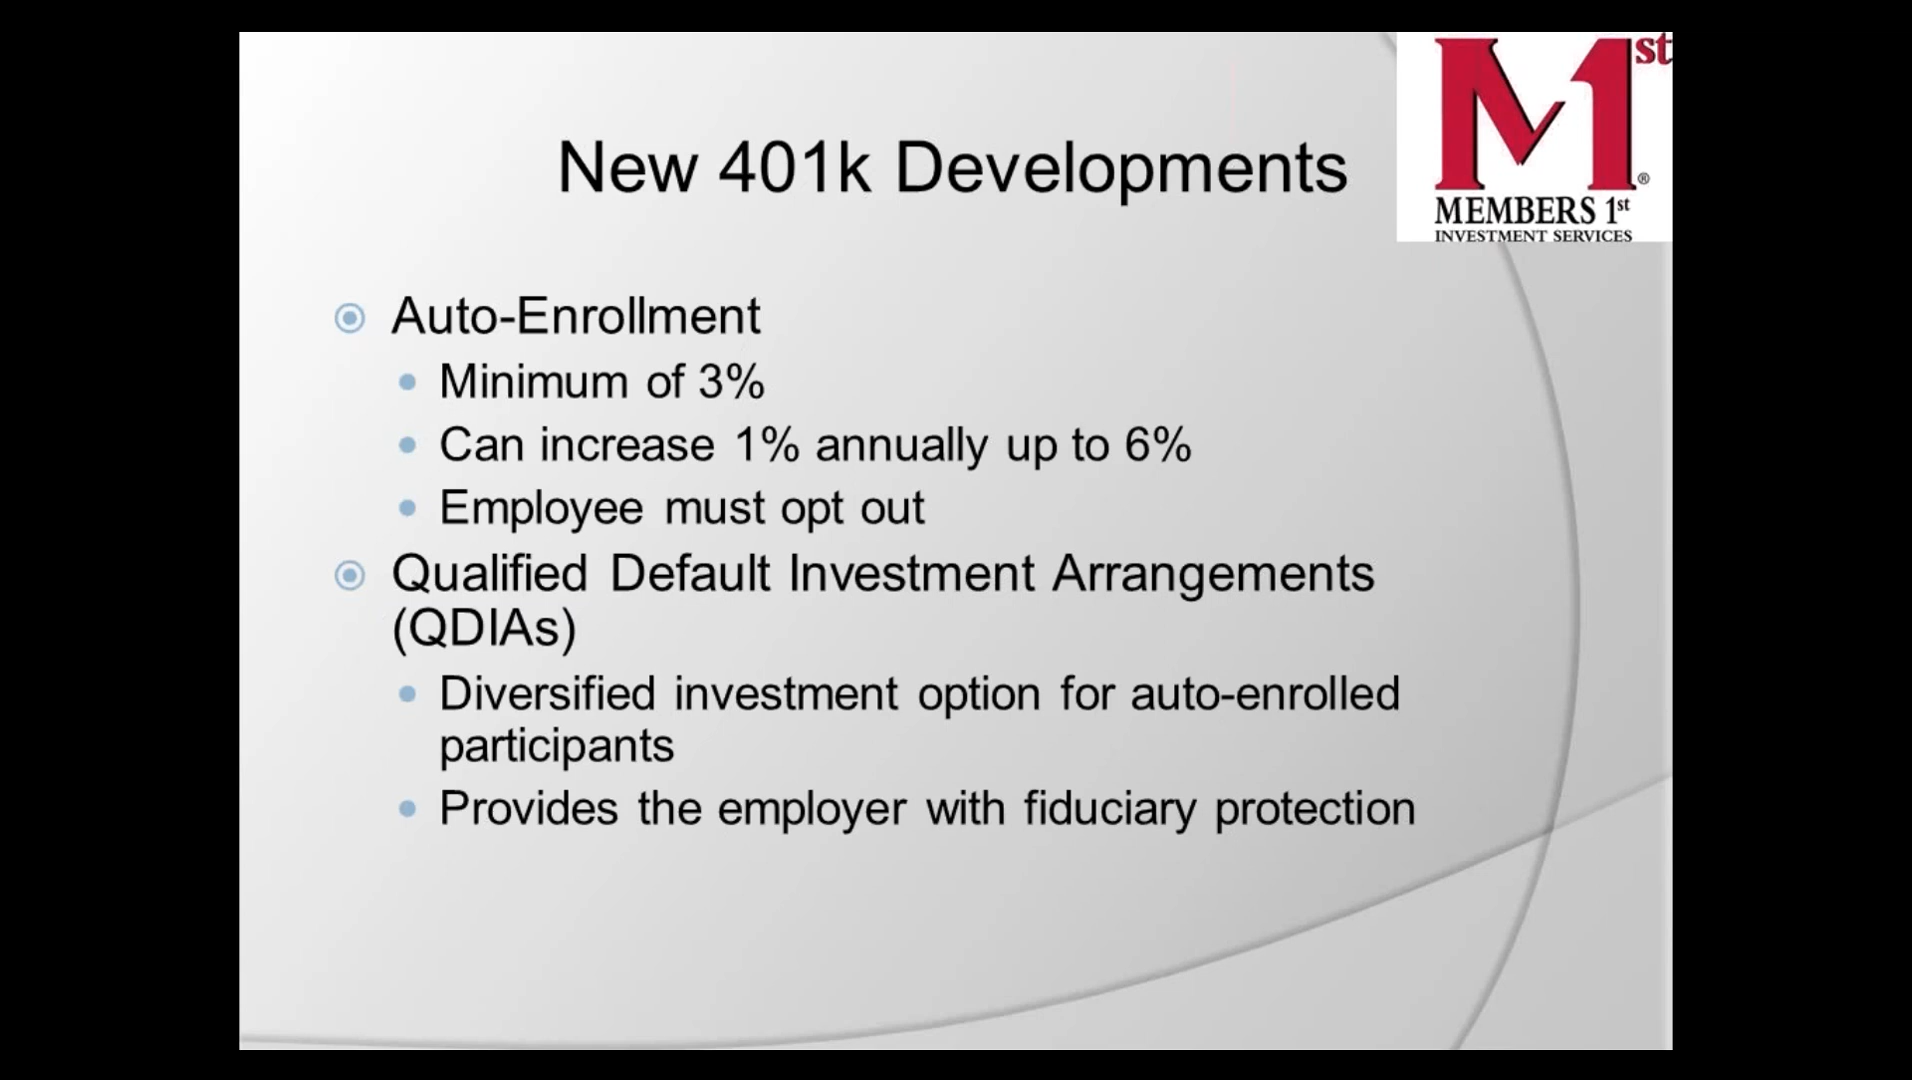 M1st®
MEMBERS 1st
INVESTMENT SERVICES
New 401k Developments
Auto-Enrollment
Minimum of 3%
Can increase 1% annually up to 6%
Employee must opt out
Qualified Default Investment Arrangements
(QDIAs)
Diversified investment option for auto-enrolled
participants
Provides the employer with fiduciary protection